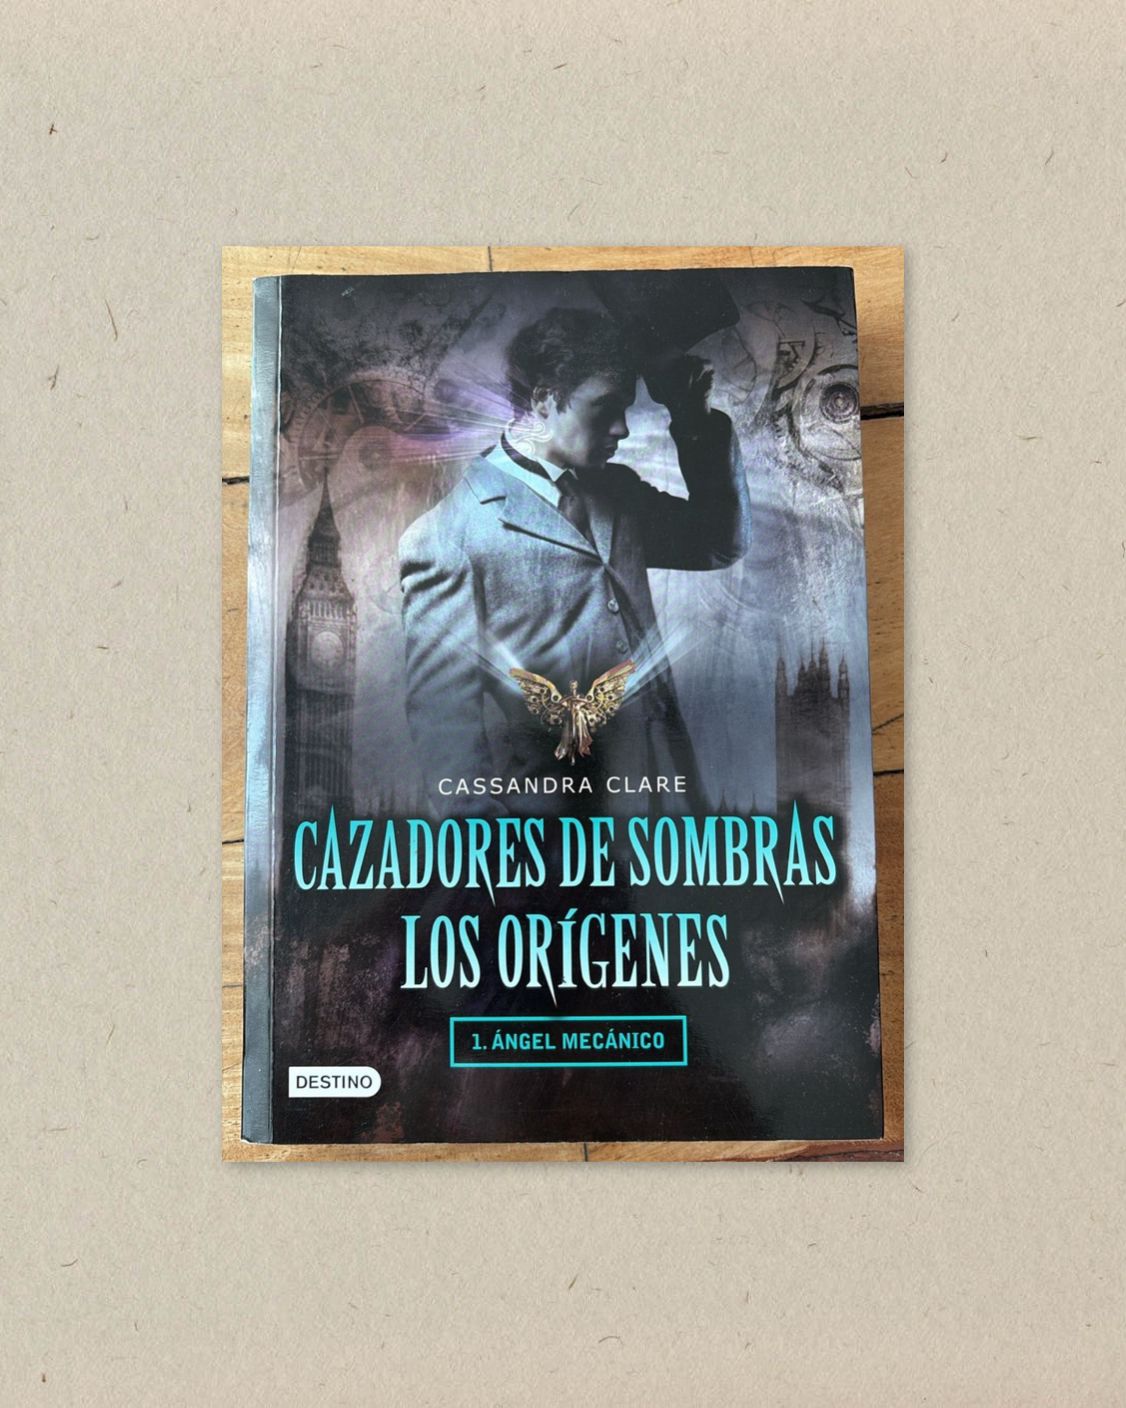 CASSANDRA CLARE
CAZADORES DE SOMBRAS
LOS ORÍGENES
1. ÁNGEL MECÁNICO
DESTINO